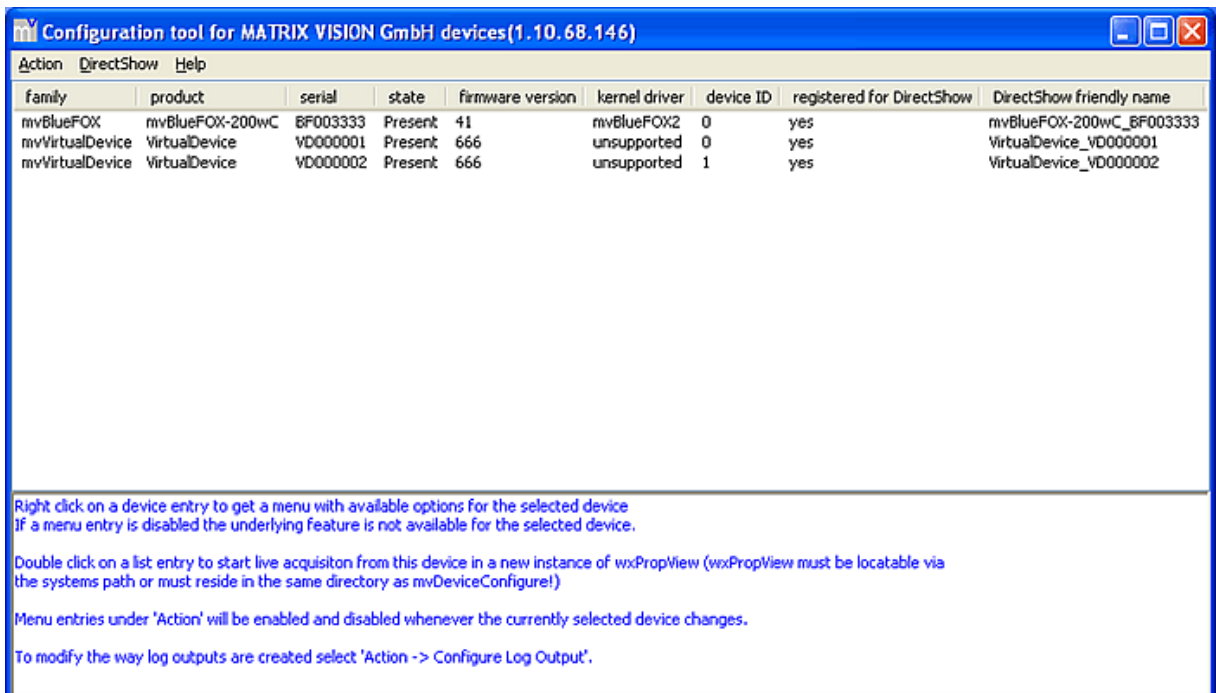 mv Configuration tool for MATRIX VISION GmbH devices(1.10.68.146)
Action DirectShow Help
family product serial state firmware version kernel driver device ID registered for DirectShow DirectShow friendly name
mvBlueFOX mvBlueFOX-200wC BF003333 Present 41 mvBlueFOX2 0 yes mvBlueFOX-200wC_BF003333
mvVirtualDevice VirtualDevice VD000001 Present 666 unsupported 0 yes VirtualDevice_VD000001
mvVirtualDevice VirtualDevice VD000002 Present 666 unsupported 1 yes VirtualDevice_VD000002
Right click on a device entry to get a menu with available options for the selected device
If a menu entry is disabled the underlying feature is not available for the selected device.
Double click on a list entry to start live acquisiton from this device in a new instance of wxPropView (wxPropView must be locatable via
the systems path or must reside in the same directory as mvDeviceConfigure!)
Menu entries under 'Action' will be enabled and disabled whenever the currently selected device changes.
To modify the way log outputs are created select 'Action -> Configure Log Output'.